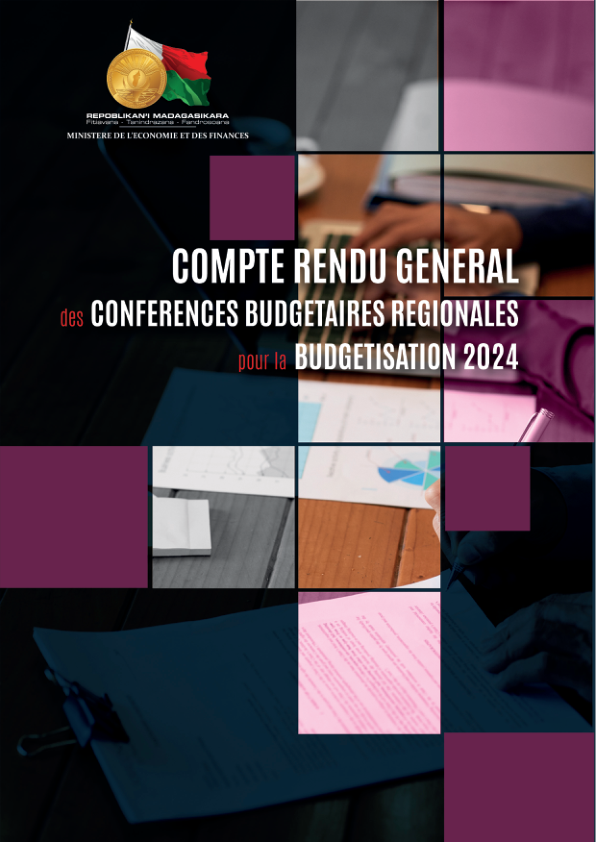 REPOBLIKAN'I MADAGASIKARA
Fitiavana - Tanindrazana - Fandrosoana
MINISTERE DE L'ECONOMIE ET DES FINANCES
COMPTE RENDU GENERAL
des CONFERENCES BUDGETAIRES REGIONALES
pour la BUDGETISATION 2024